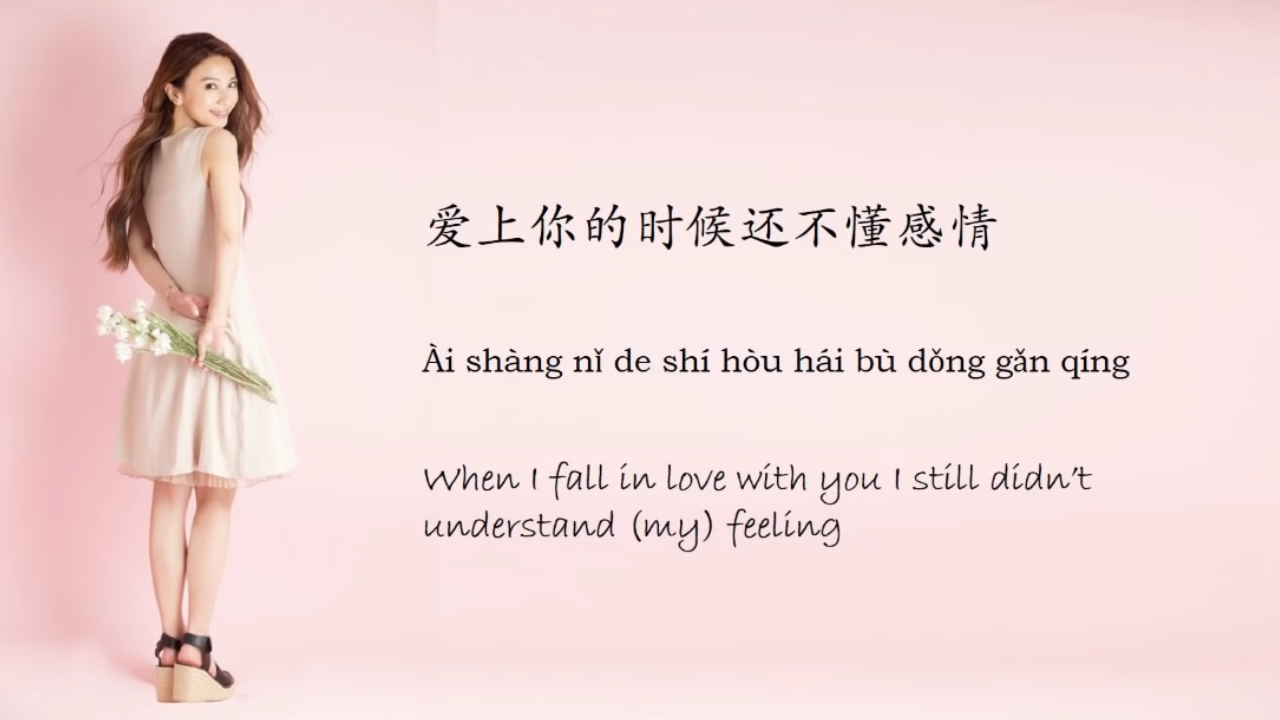 爱上你的时候还不懂感情
Ài shàng nǐ de shí hòu hái bù dǒng gǎn qíng
When I fall in love with you I still didn't
understand (my) feeling